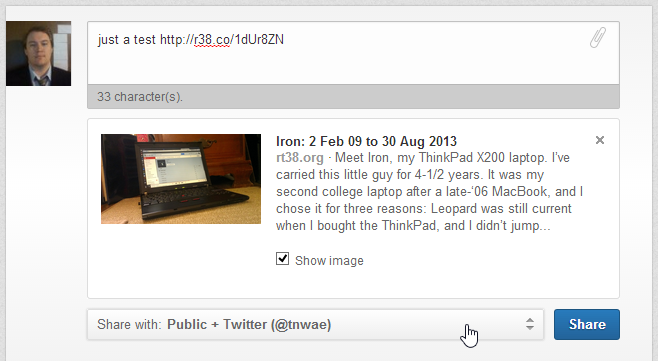 just a test http://r38.co/1dUr8ZN
33 character(s).
Iron: 2 Feb 09 to 30 Aug 2013
rt38.org · Meet Iron, my ThinkPad X200 laptop. I’ve
carried this little guy for 4-1/2 years. It was my
second college laptop after a late-‘06 MacBook, and I
chose it for three reasons: Leopard was still current
when I bought the ThinkPad, and I didn’t jump...
Show image
Share with: Public + Twitter (@tnwae)
Share